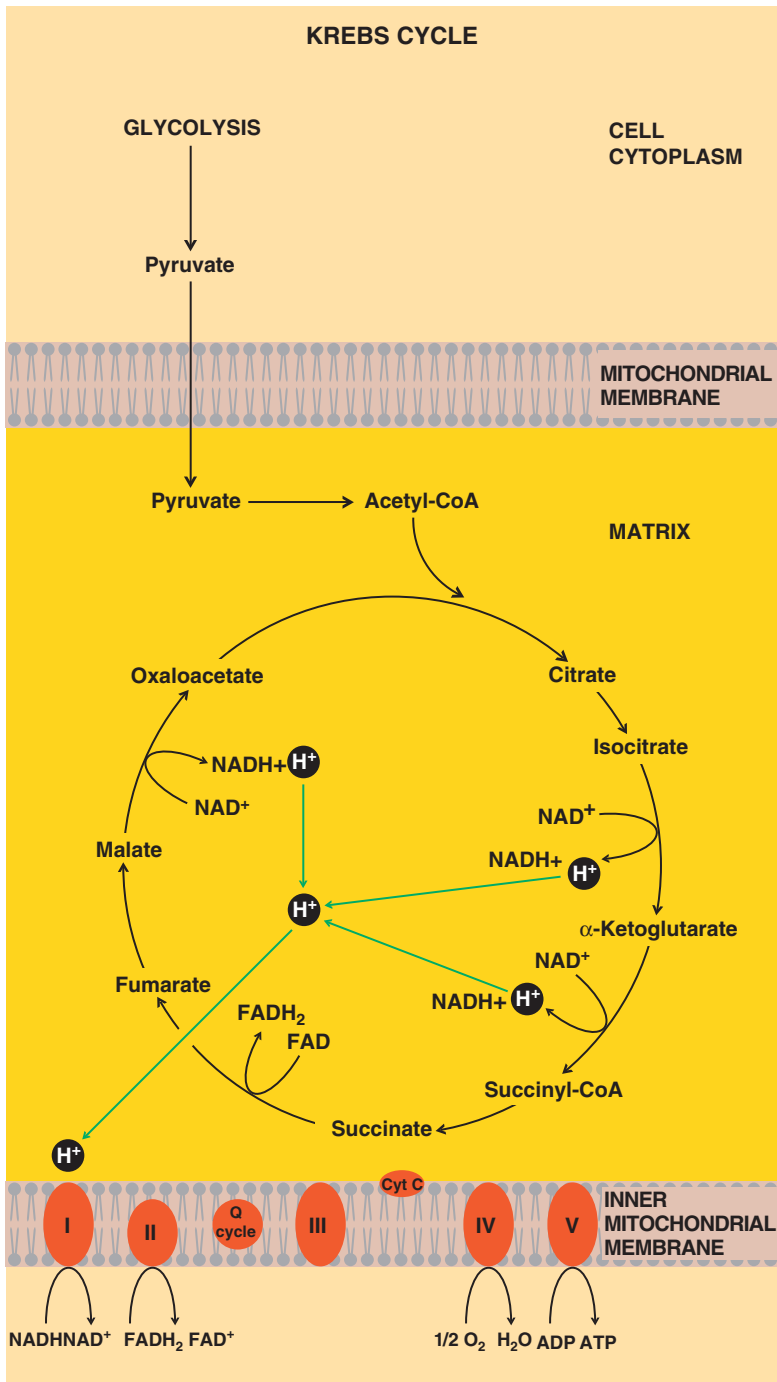 KREBS CYCLE
GLYCOLYSIS
CELL
CYTOPLASM
Pyruvate
MITOCHONDRIAL
MEMBRANE
Pyruvate
Acetyl-CoA
MATRIX
Oxaloacetate
Citrate
Isocitrate
NADH+ H⁺
NAD⁺
NAD⁺
Malate
NADH+ H⁺
H⁺
α-Ketoglutarate
NAD⁺
Fumarate
NADH+ H⁺
FADH₂
FAD
Succinyl-CoA
Succinate
H⁺
Cyt C
I
II
Q
cycle
III
IV
V
INNER
MITOCHONDRIAL
MEMBRANE
NADHNAD⁺
FADH₂ FAD⁺
1/2 O₂ H₂O
ADP ATP